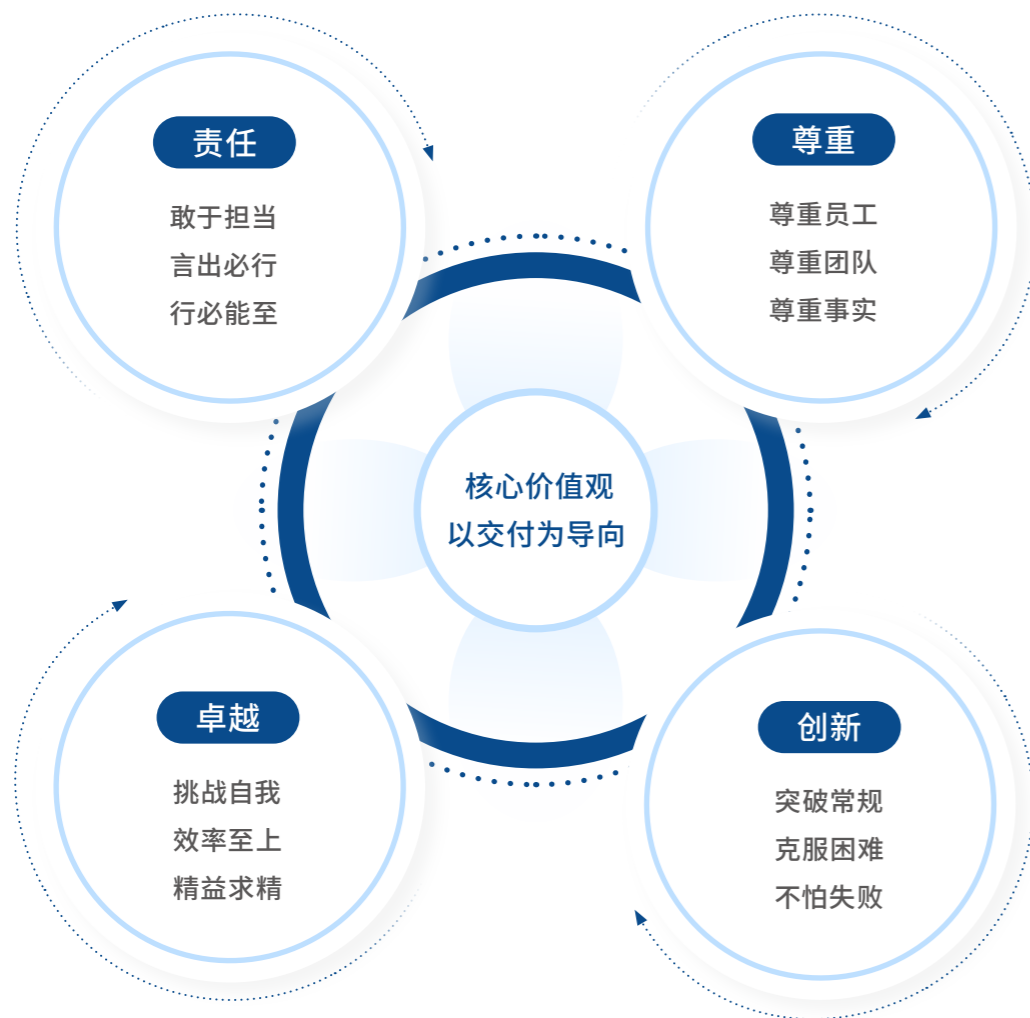 责任
敢于担当
言出必行
行必能至
尊重
尊重员工
尊重团队
尊重事实
核心价值观
以交付为导向
卓越
挑战自我
效率至上
精益求精
创新
突破常规
克服困难
不怕失败